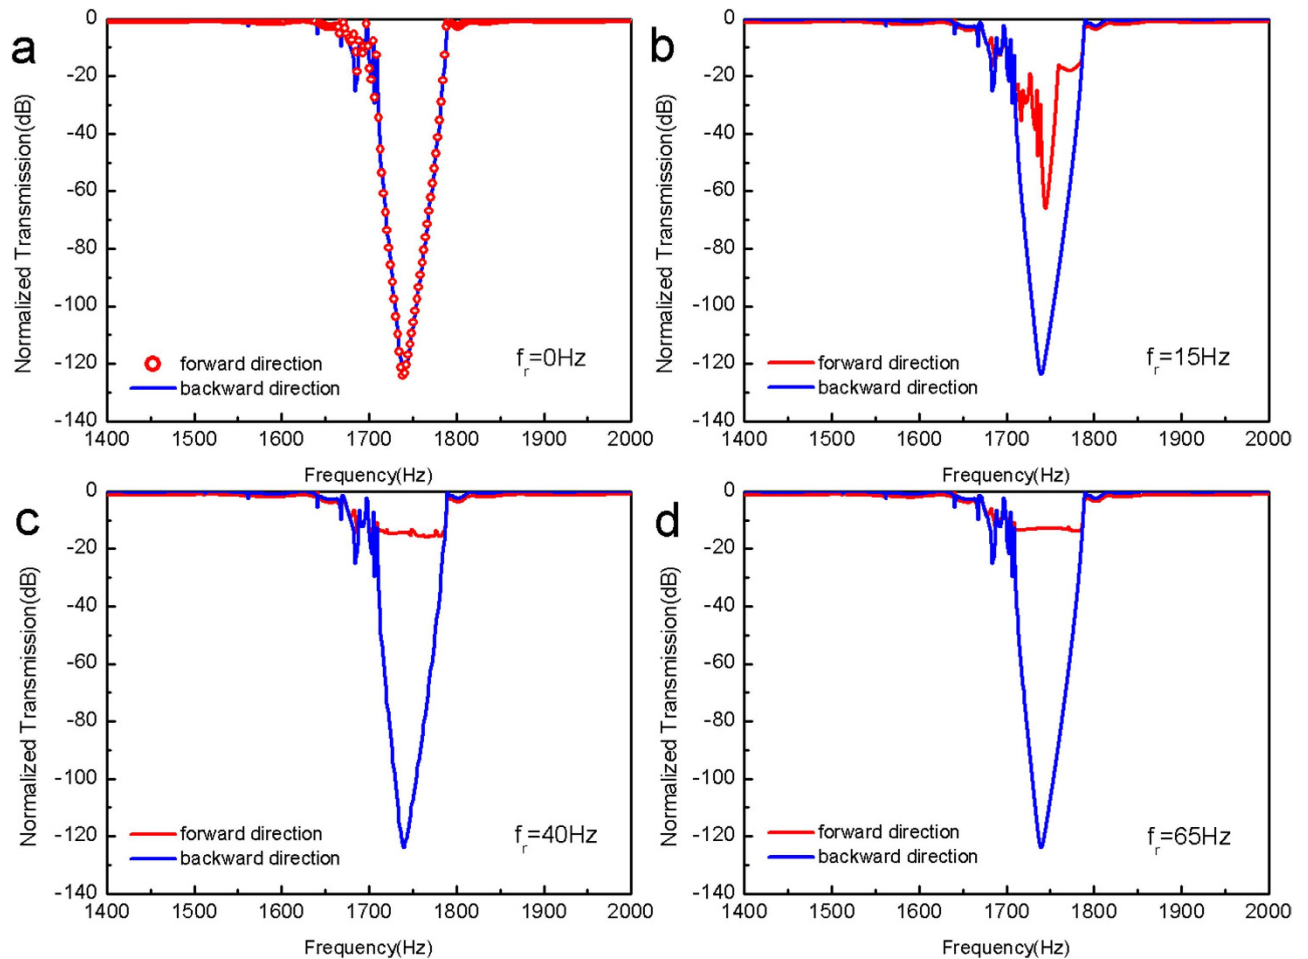 a
0
-20
-40
-60
-80
-100
-120
-140
Normalized Transmission(dB)
forward direction
backward direction
f_r=0Hz
1400 1500 1600 1700 1800 1900 2000
Frequency(Hz)
b
0
-20
-40
-60
-80
-100
-120
-140
Normalized Transmission(dB)
forward direction
backward direction
f_r=15Hz
1400 1500 1600 1700 1800 1900 2000
Frequency(Hz)
c
0
-20
-40
-60
-80
-100
-120
-140
Normalized Transmission(dB)
forward direction
backward direction
f_r=40Hz
1400 1500 1600 1700 1800 1900 2000
Frequency(Hz)
d
0
-20
-40
-60
-80
-100
-120
-140
Normalized Transmission(dB)
forward direction
backward direction
f_r=65Hz
1400 1500 1600 1700 1800 1900 2000
Frequency(Hz)